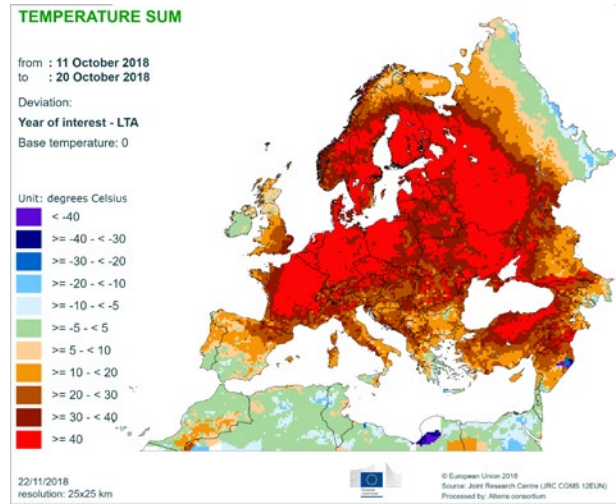 TEMPERATURE SUM
from : 11 October 2018
to : 20 October 2018
Deviation:
Year of interest - LTA
Base temperature: 0
Unit: degrees Celsius
< -40
>= -40 - < -30
>= -30 - < -20
>= -20 - < -10
>= -10 - < -5
>= -5 - < 5
>= 5 - < 10
>= 10 - < 20
>= 20 - < 30
>= 30 - < 40
>= 40
22/11/2018
resolution: 25x25 km
© European Union 2018
Source: Joint Research Centre (JRC CGMS 12EUN)
Processed by: Alterra consortium